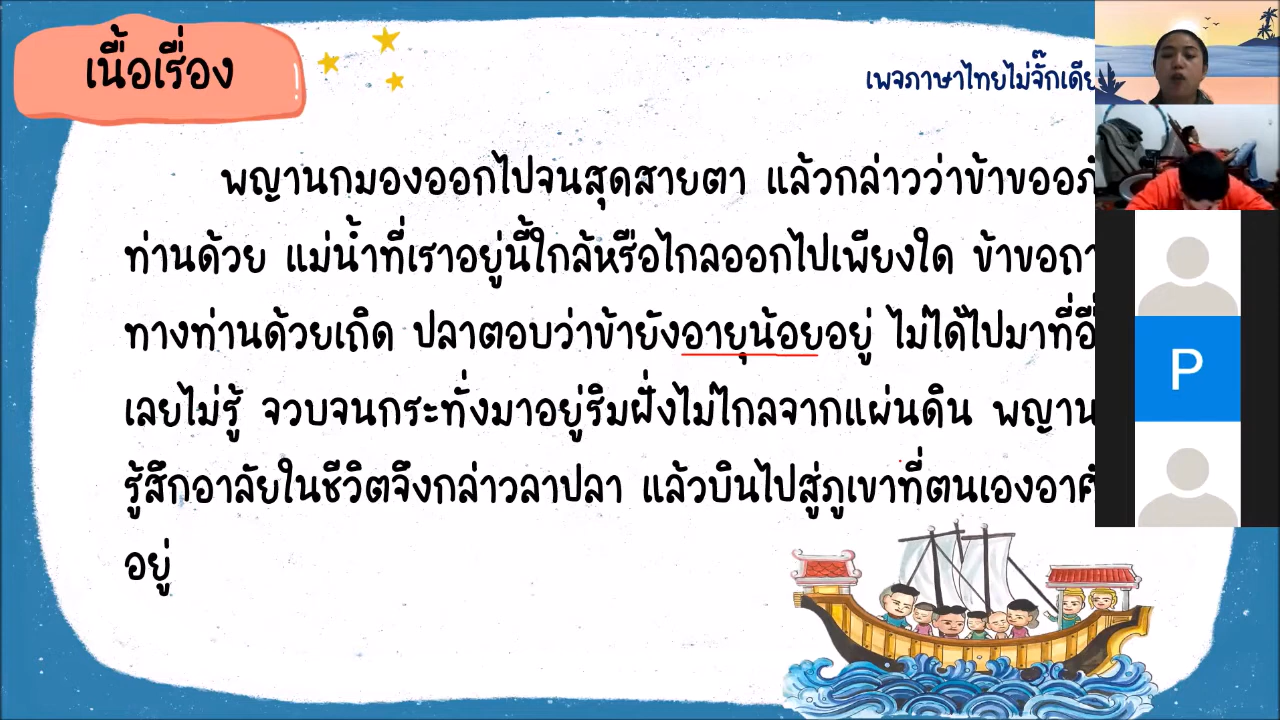 เนื้อเรื่อง
พญานกมองออกไปจนสุดสายตา แล้วกล่าวว่าข้าขอ
ท่านด้วย แม่น้ำที่เราอยู่นี้ใกล้หรือไกลออกไปเพียงใด ข้าขอ
ทางท่านด้วยเถิด ปลาตอบว่าข้ายังอายุน้อยอยู่ ไม่ได้ไปมาที่
เลยไม่รู้ จวบจนกระทั่งมาอยู่ริมฝั่งไม่ไกลจากแผ่นดิน พญาน
รู้สึกอาลัยในชีวิตจึงกล่าวลาปลา แล้วบินไปสู่ภูเขาที่ตนเอง
อยู่
เพจภาษาไทยไม่จั๊กเดี
P